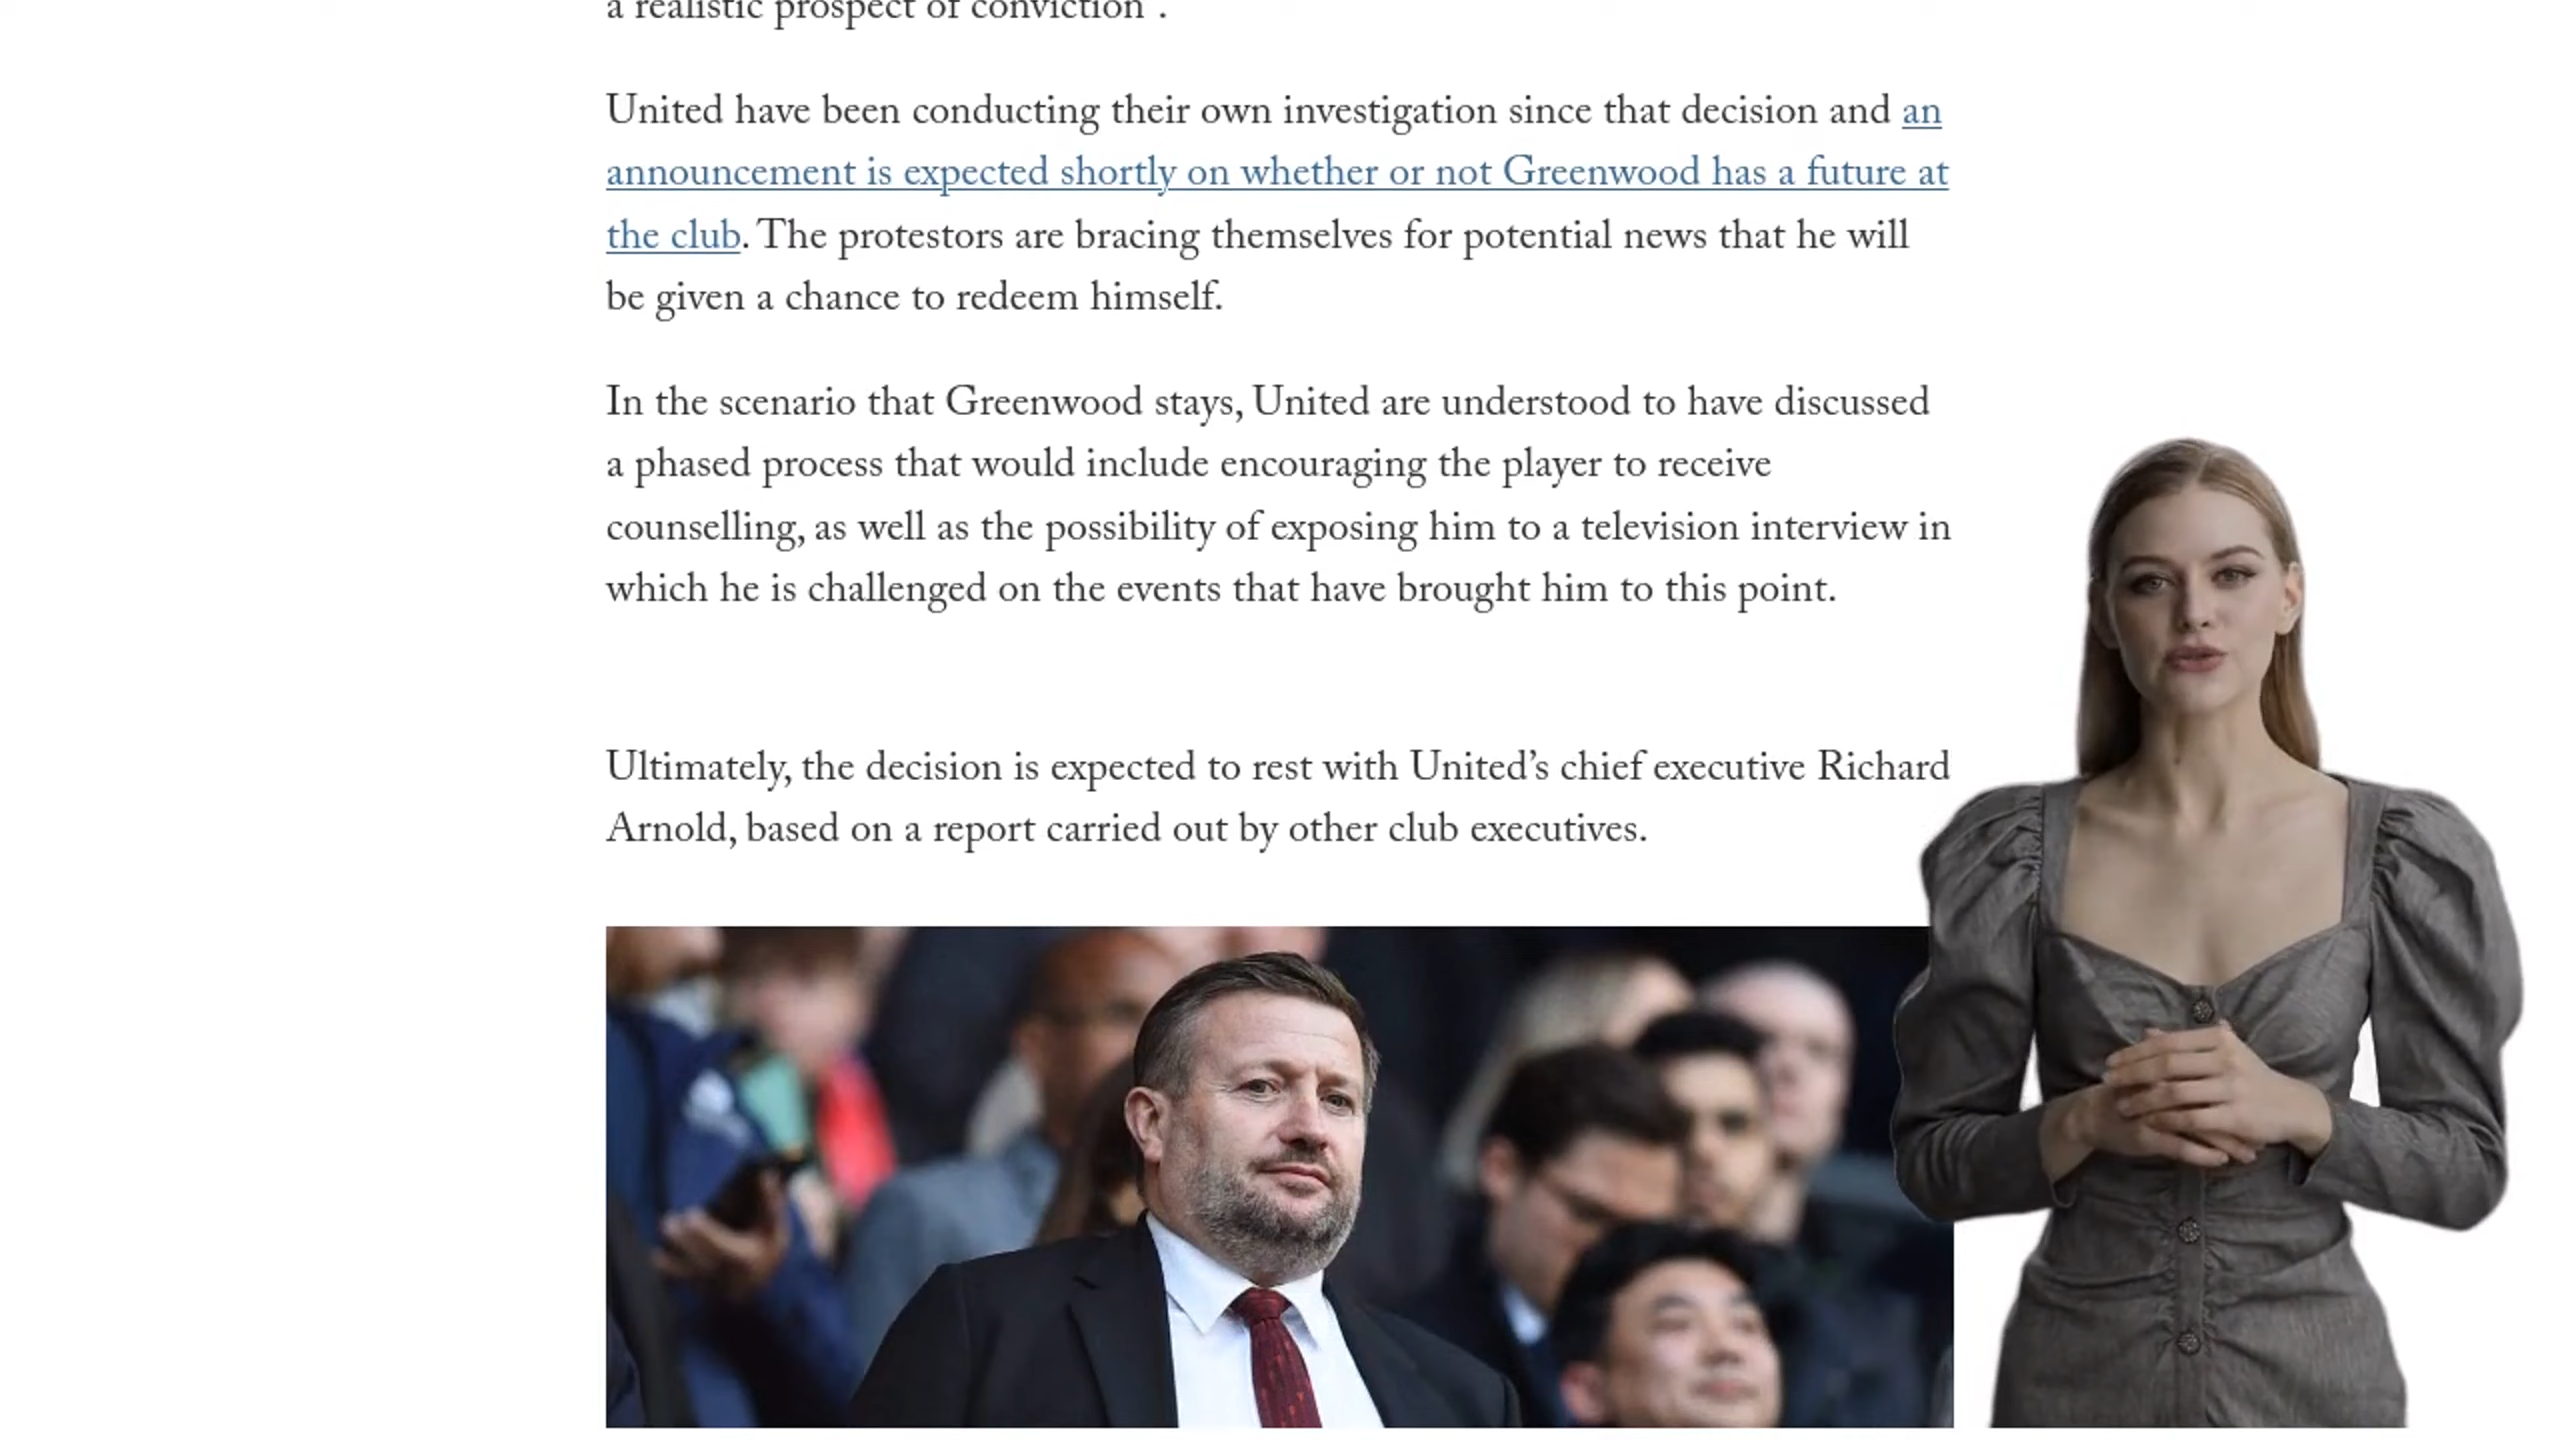 a realistic prospect of conviction”.
United have been conducting their own investigation since that decision and an
announcement is expected shortly on whether or not Greenwood has a future at
the club. The protestors are bracing themselves for potential news that he will
be given a chance to redeem himself.
In the scenario that Greenwood stays, United are understood to have discussed
a phased process that would include encouraging the player to receive
counselling, as well as the possibility of exposing him to a television interview in
which he is challenged on the events that have brought him to this point.
Ultimately, the decision is expected to rest with United’s chief executive Richard
Arnold, based on a report carried out by other club executives.